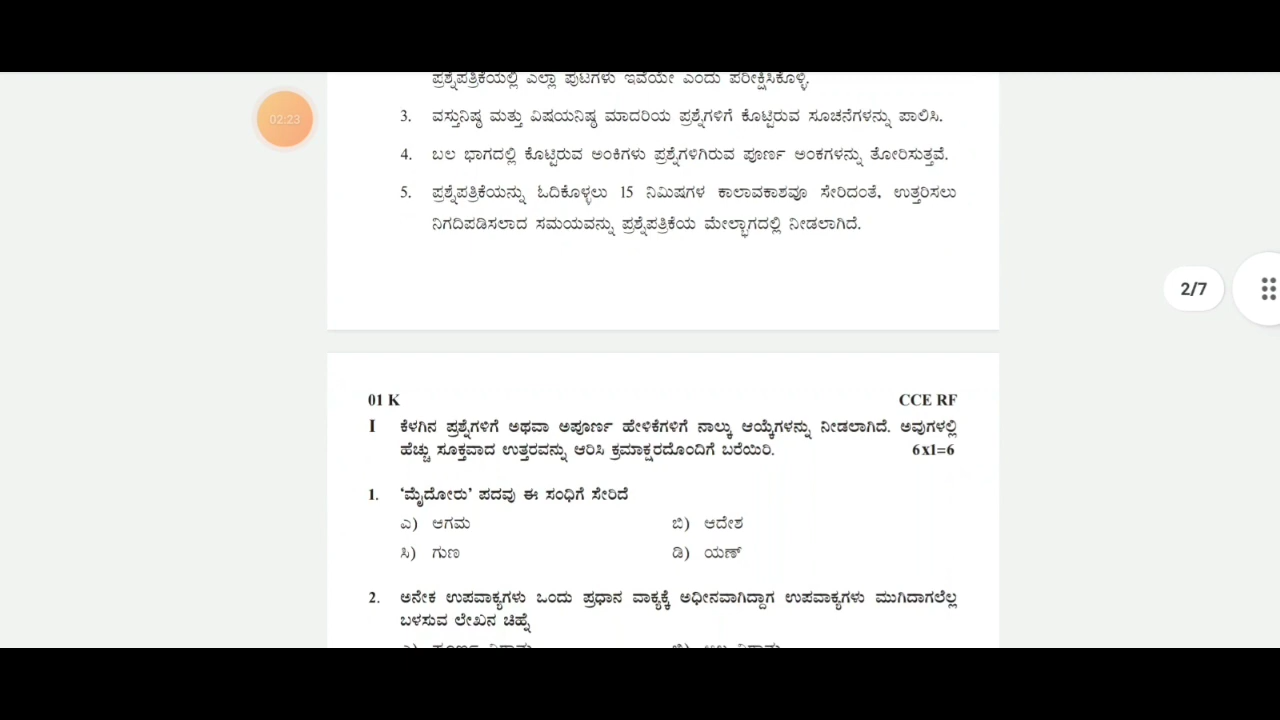 ಪ್ರಶ್ನೆಪತ್ರಿಕೆಯಲ್ಲಿ ಎಲ್ಲಾ ಪುಟಗಳು ಇವೆಯೇ ಎಂದು ಪರೀಕ್ಷಿಸಿಕೊಳ್ಳಿ.
02:23
3. ವಸ್ತುನಿಷ್ಠ ಮತ್ತು ವಿಷಯನಿಷ್ಠ ಮಾದರಿಯ ಪ್ರಶ್ನೆಗಳಿಗೆ ಕೊಟ್ಟಿರುವ ಸೂಚನೆಗಳನ್ನು ಪಾಲಿಸಿ.
4. ಬಲ ಭಾಗದಲ್ಲಿ ಕೊಟ್ಟಿರುವ ಅಂಕಿಗಳು ಪ್ರಶ್ನೆಗಳಿಗಿರುವ ಪೂರ್ಣ ಅಂಕಗಳನ್ನು ತೋರಿಸುತ್ತವೆ.
5. ಪ್ರಶ್ನೆಪತ್ರಿಕೆಯನ್ನು ಓದಿಕೊಳ್ಳಲು 15 ನಿಮಿಷಗಳ ಕಾಲಾವಕಾಶವೂ ಸೇರಿದಂತೆ, ಉತ್ತರಿಸಲು
ನಿಗದಿಪಡಿಸಲಾದ ಸಮಯವನ್ನು ಪ್ರಶ್ನೆಪತ್ರಿಕೆಯ ಮೇಲ್ಭಾಗದಲ್ಲಿ ನೀಡಲಾಗಿದೆ.
2/7
01 K CCE RF
I ಕೆಳಗಿನ ಪ್ರಶ್ನೆಗಳಿಗೆ ಅಥವಾ ಅಪೂರ್ಣ ಹೇಳಿಕೆಗಳಿಗೆ ನಾಲ್ಕು ಆಯ್ಕೆಗಳನ್ನು ನೀಡಲಾಗಿದೆ. ಅವುಗಳಲ್ಲಿ
ಹೆಚ್ಚು ಸೂಕ್ತವಾದ ಉತ್ತರವನ್ನು ಆರಿಸಿ ಕ್ರಮಾಕ್ಷರದೊಂದಿಗೆ ಬರೆಯಿರಿ. 6x1=6
1. ‘ಮೈದೋರು’ ಪದವು ಈ ಸಂಧಿಗೆ ಸೇರಿದೆ
ಎ) ಆಗಮ ಬಿ) ಆದೇಶ
ಸಿ) ಗುಣ ಡಿ) ಯಣ್
2. ಅನೇಕ ಉಪವಾಕ್ಯಗಳು ಒಂದು ಪ್ರಧಾನ ವಾಕ್ಯಕ್ಕೆ ಅಧೀನವಾಗಿದ್ದಾಗ ಉಪವಾಕ್ಯಗಳು ಮುಗಿದಾಗಲೆಲ್ಲ
ಬಳಸುವ ಲೇಖನ ಚಿಹ್ನೆ